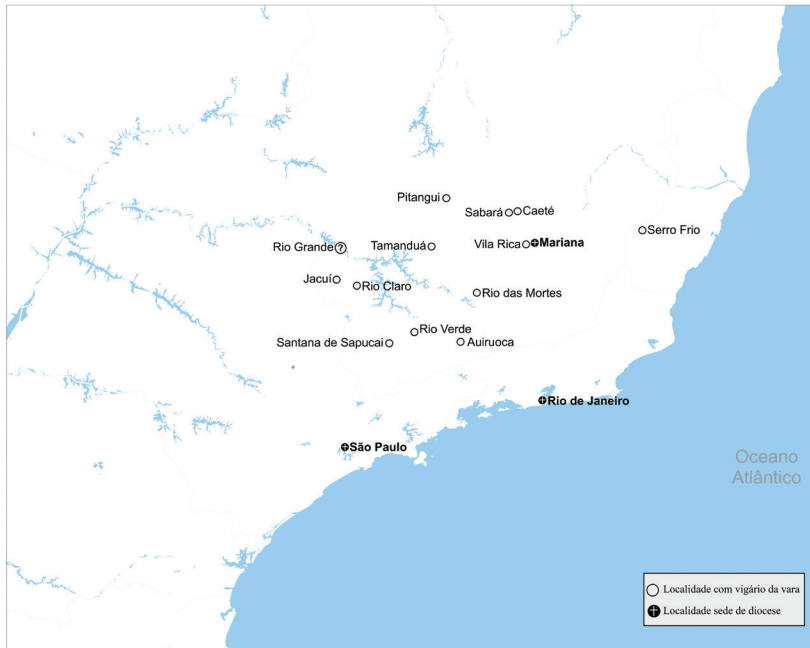 Pitangui
Sabará
Caeté
Serro Frio
Rio Grande
?
Tamanduá
Vila Rica
Mariana
Jacuí
Rio Claro
Rio das Mortes
Rio Verde
Santana de Sapucai
Auiruoca
Rio de Janeiro
São Paulo
Oceano
Atlântico
Localidade com vigário da vara
Localidade sede de diocese